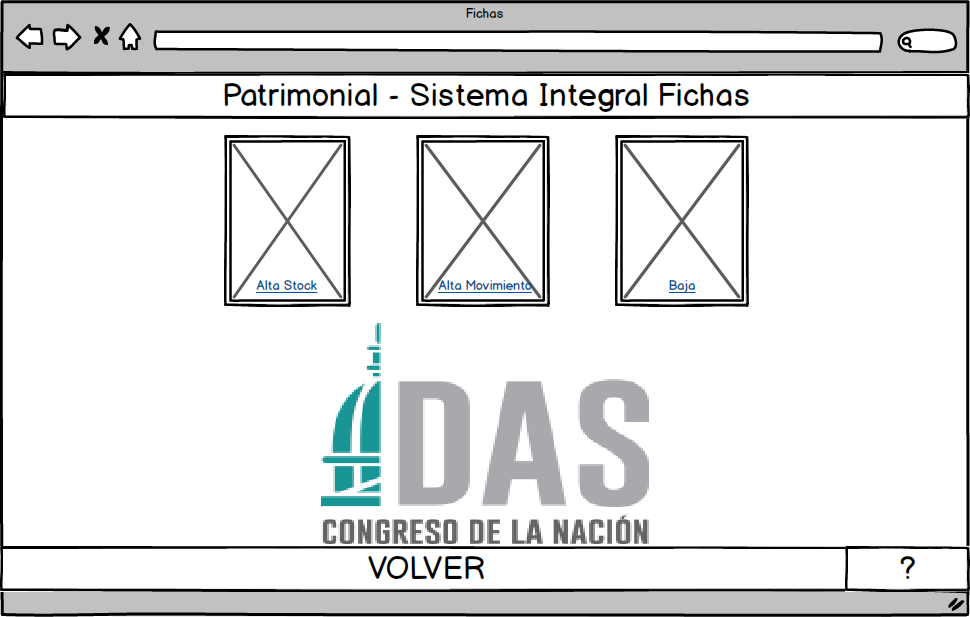 Fichas
Patrimonial - Sistema Integral Fichas
Alta Stock
Alta Movimiento
Baja
DAS
CONGRESO DE LA NACIÓN
VOLVER
?